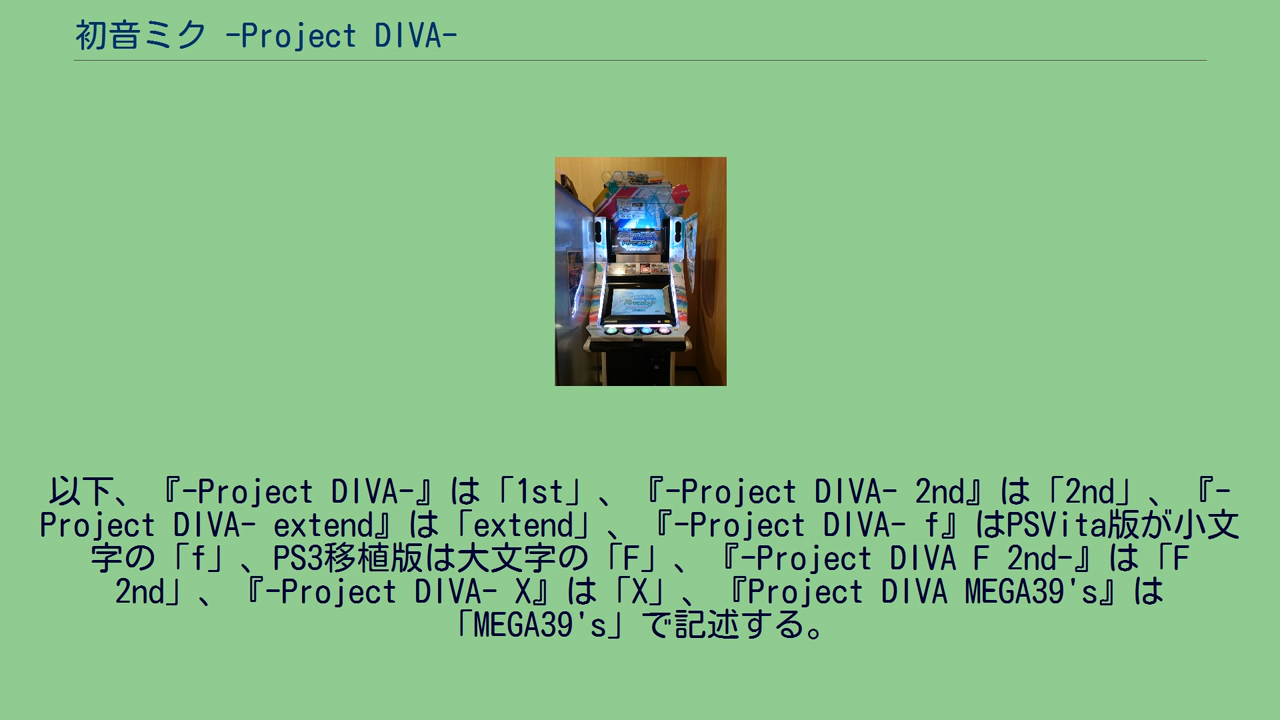 初音ミク -Project DIVA-
以下、『-Project DIVA-』は「1st」、『-Project DIVA- 2nd』は「2nd」、『-
Project DIVA- extend』は「extend」、『-Project DIVA- f』はPSVita版が小文
字の「f」、PS3移植版は大文字の「F」、『-Project DIVA F 2nd-』は「F
2nd」、『-Project DIVA- X』は「X」、『Project DIVA MEGA39's』は
「MEGA39's」で記述する。